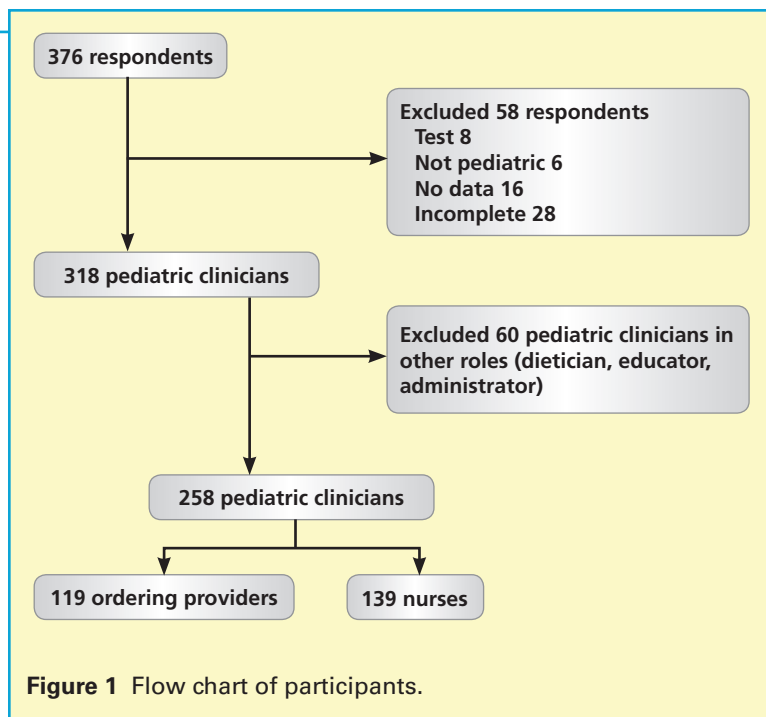 376 respondents
Excluded 58 respondents
Test 8
Not pediatric 6
No data 16
Incomplete 28
318 pediatric clinicians
Excluded 60 pediatric clinicians in
other roles (dietician, educator,
administrator)
258 pediatric clinicians
119 ordering providers
139 nurses
Figure 1 Flow chart of participants.